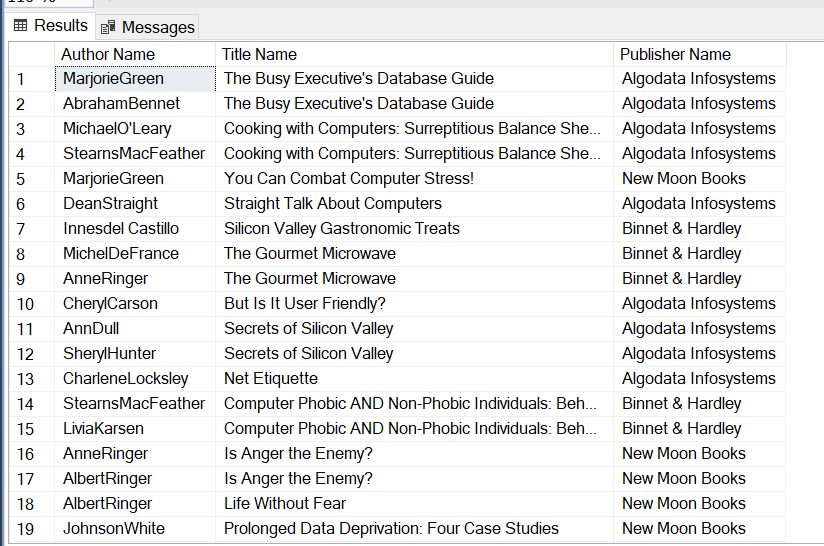 Results Messages
Author Name Title Name Publisher Name
1 MarjorieGreen The Busy Executive's Database Guide Algodata Infosystems
2 AbrahamBennet The Busy Executive's Database Guide Algodata Infosystems
3 MichaelO'Leary Cooking with Computers: Surreptitious Balance She... Algodata Infosystems
4 StearnsMacFeather Cooking with Computers: Surreptitious Balance She... Algodata Infosystems
5 MarjorieGreen You Can Combat Computer Stress! New Moon Books
6 DeanStraight Straight Talk About Computers Algodata Infosystems
7 Innesdel Castillo Silicon Valley Gastronomic Treats Binnet & Hardley
8 MichelDeFrance The Gourmet Microwave Binnet & Hardley
9 AnneRinger The Gourmet Microwave Binnet & Hardley
10 CherylCarson But Is It User Friendly? Algodata Infosystems
11 AnnDull Secrets of Silicon Valley Algodata Infosystems
12 SherylHunter Secrets of Silicon Valley Algodata Infosystems
13 CharleneLocksley Net Etiquette Algodata Infosystems
14 StearnsMacFeather Computer Phobic AND Non-Phobic Individuals: Beh... Binnet & Hardley
15 LiviaKarsen Computer Phobic AND Non-Phobic Individuals: Beh... Binnet & Hardley
16 AnneRinger Is Anger the Enemy? New Moon Books
17 AlbertRinger Is Anger the Enemy? New Moon Books
18 AlbertRinger Life Without Fear New Moon Books
19 JohnsonWhite Prolonged Data Deprivation: Four Case Studies New Moon Books